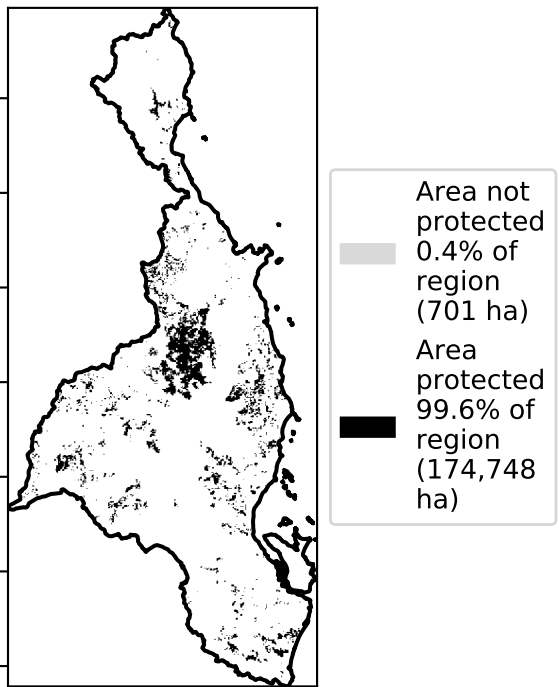 Area not
protected
0.4% of
region
(701 ha)
Area
protected
99.6% of
region
(174,748
ha)